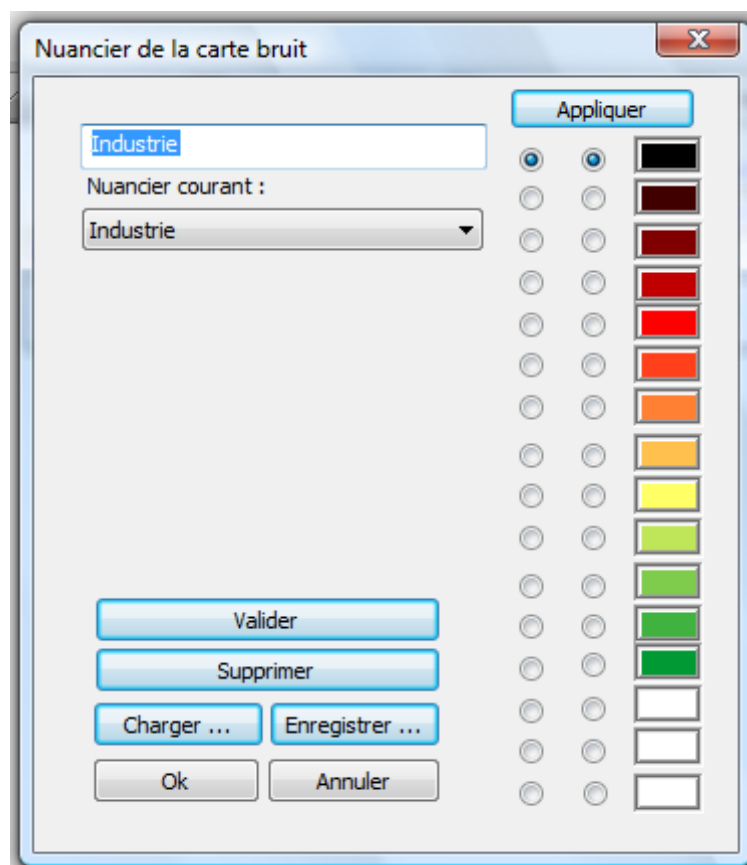 Nuancier de la carte bruit
Appliquer
Industrie
Nuancier courant :
Industrie
Valider
Supprimer
Charger ...
Enregistrer ...
Ok
Annuler